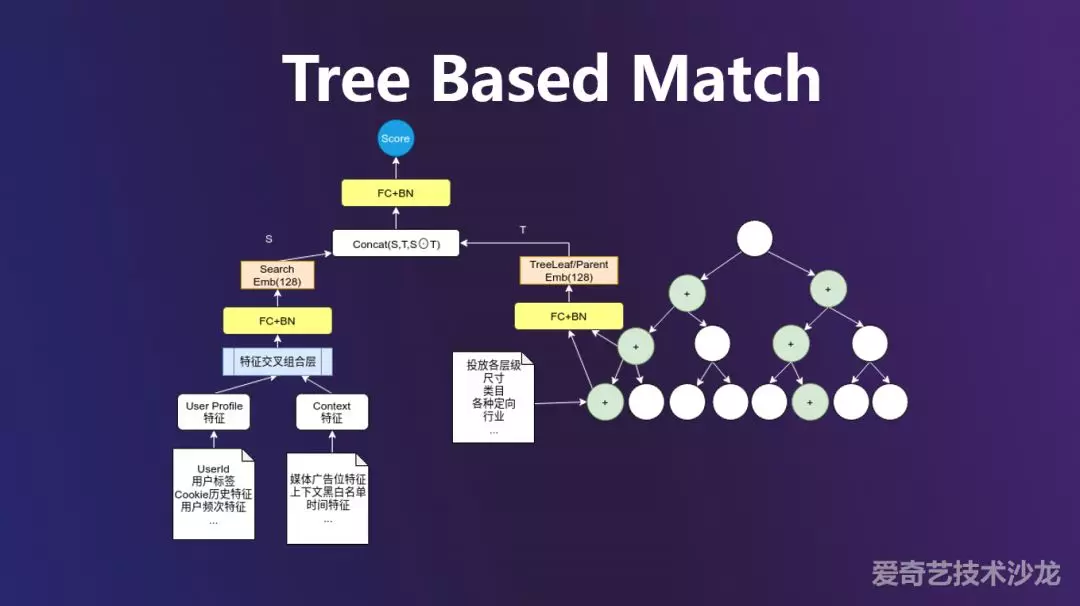 Tree Based Match
Score
FC+BN
S
T
Concat(S,T,S⊙T)
Search
Emb(128)
TreeLeaf/Parent
Emb(128)
FC+BN
FC+BN
特征交叉组合层
User Profile
特征
Context
特征
UserId
用户标签
Cookie历史特征
用户频次特征
...
媒体广告位特征
上下文黑白名单
时间特征
...
投放各层级
尺寸
类目
各种定向
行业
...
+
+
+
+
+
+
爱奇艺技术沙龙